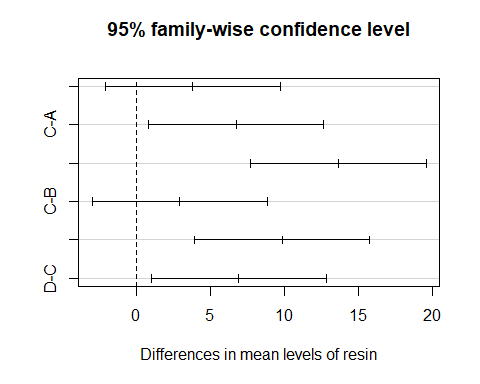 95% family-wise confidence level
C-A
C-B
D-C
0 5 10 15 20
Differences in mean levels of resin